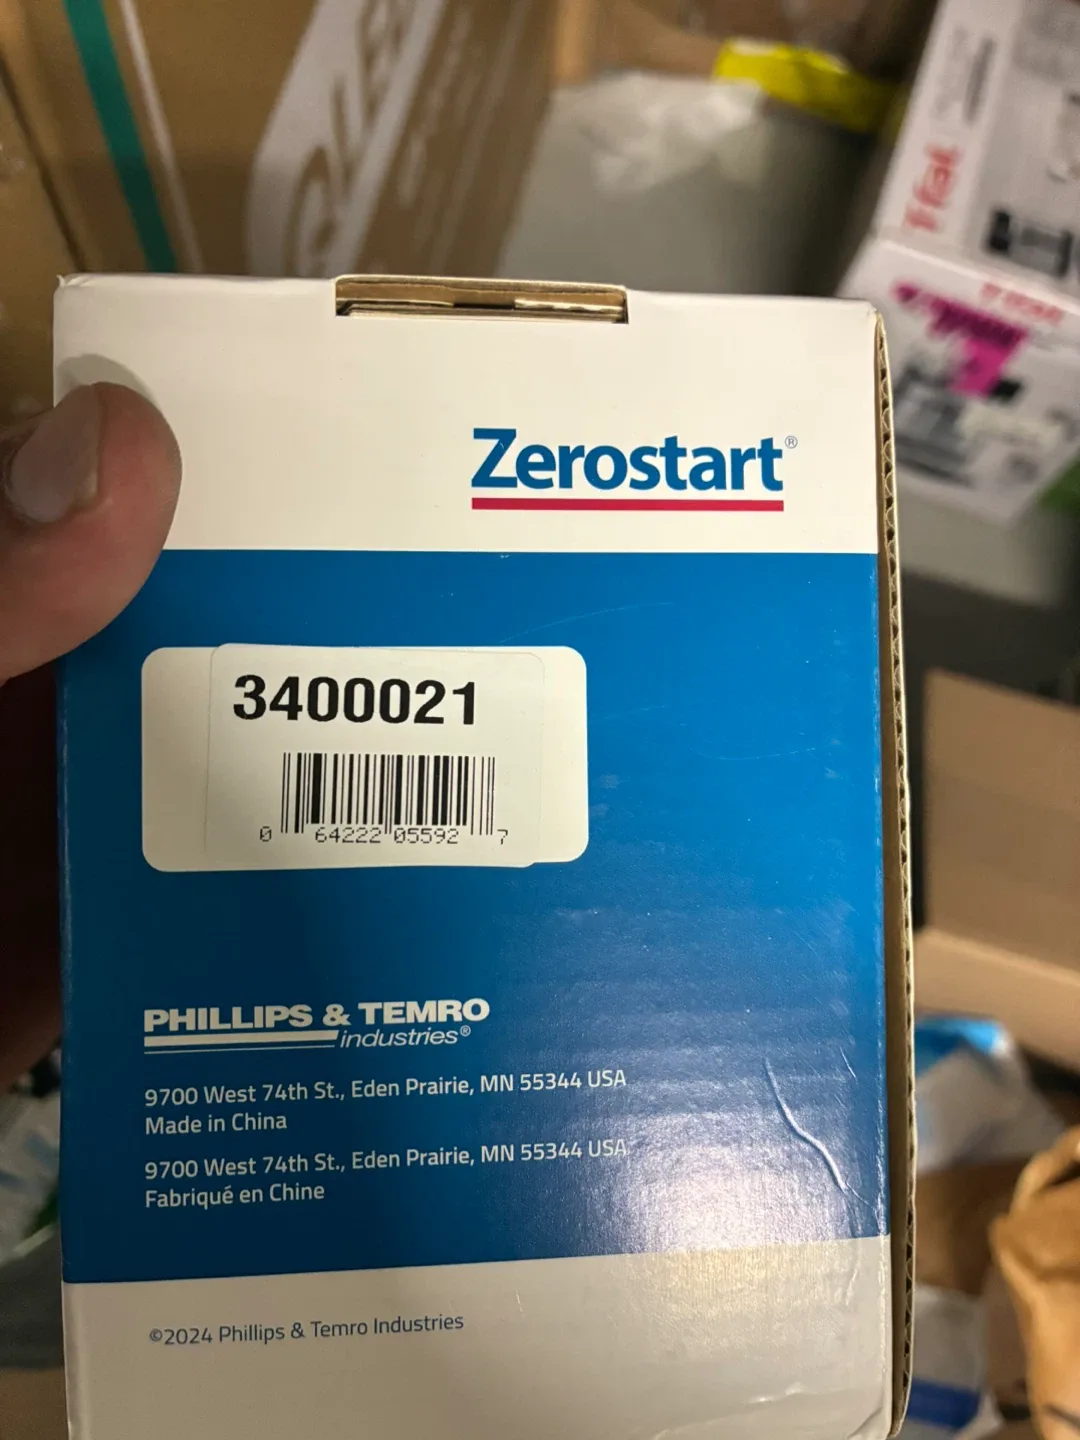 T-fal
Zerostart®
3400021
0 64222 05592 7
PHILLIPS & TEMRO
industries®
9700 West 74th St., Eden Prairie, MN 55344 USA
Made in China
9700 West 74th St., Eden Prairie, MN 55344 USA
Fabriqué en Chine
©2024 Phillips & Temro Industries